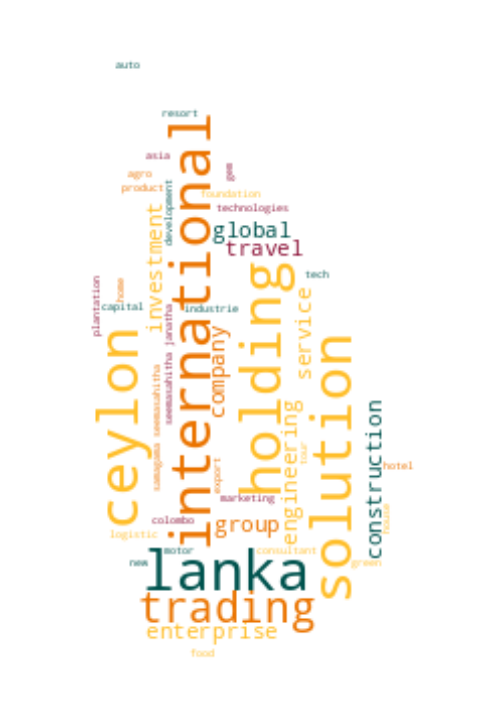 auto
resort
international
asia
gem
agro
product
development
foundation
technologies
investment
global
travel
holding
tech
plantation
home
capital
industrie
service
seemasahitha janatha
company
ceylon
solution
samagama seemasahitha
engineering
construction
tour
export
hotel
marketing
house
colombo
group
logistic
motor
consultant
new
lanka
green
trading
enterprise
food